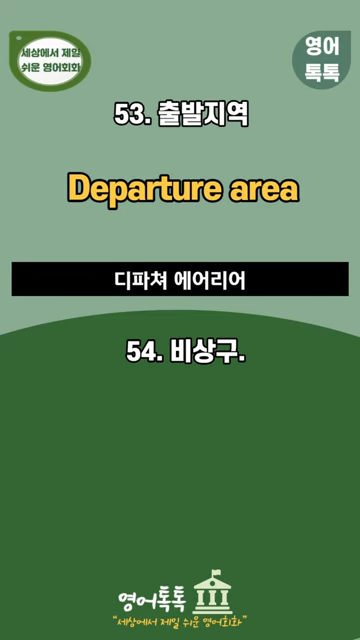 세상에서 제일
쉬운 영어회화
영어
톡톡
53. 출발지역
Departure area
디파쳐 에어리어
54. 비상구.
영어톡톡
"세상에서 제일 쉬운 영어회화"